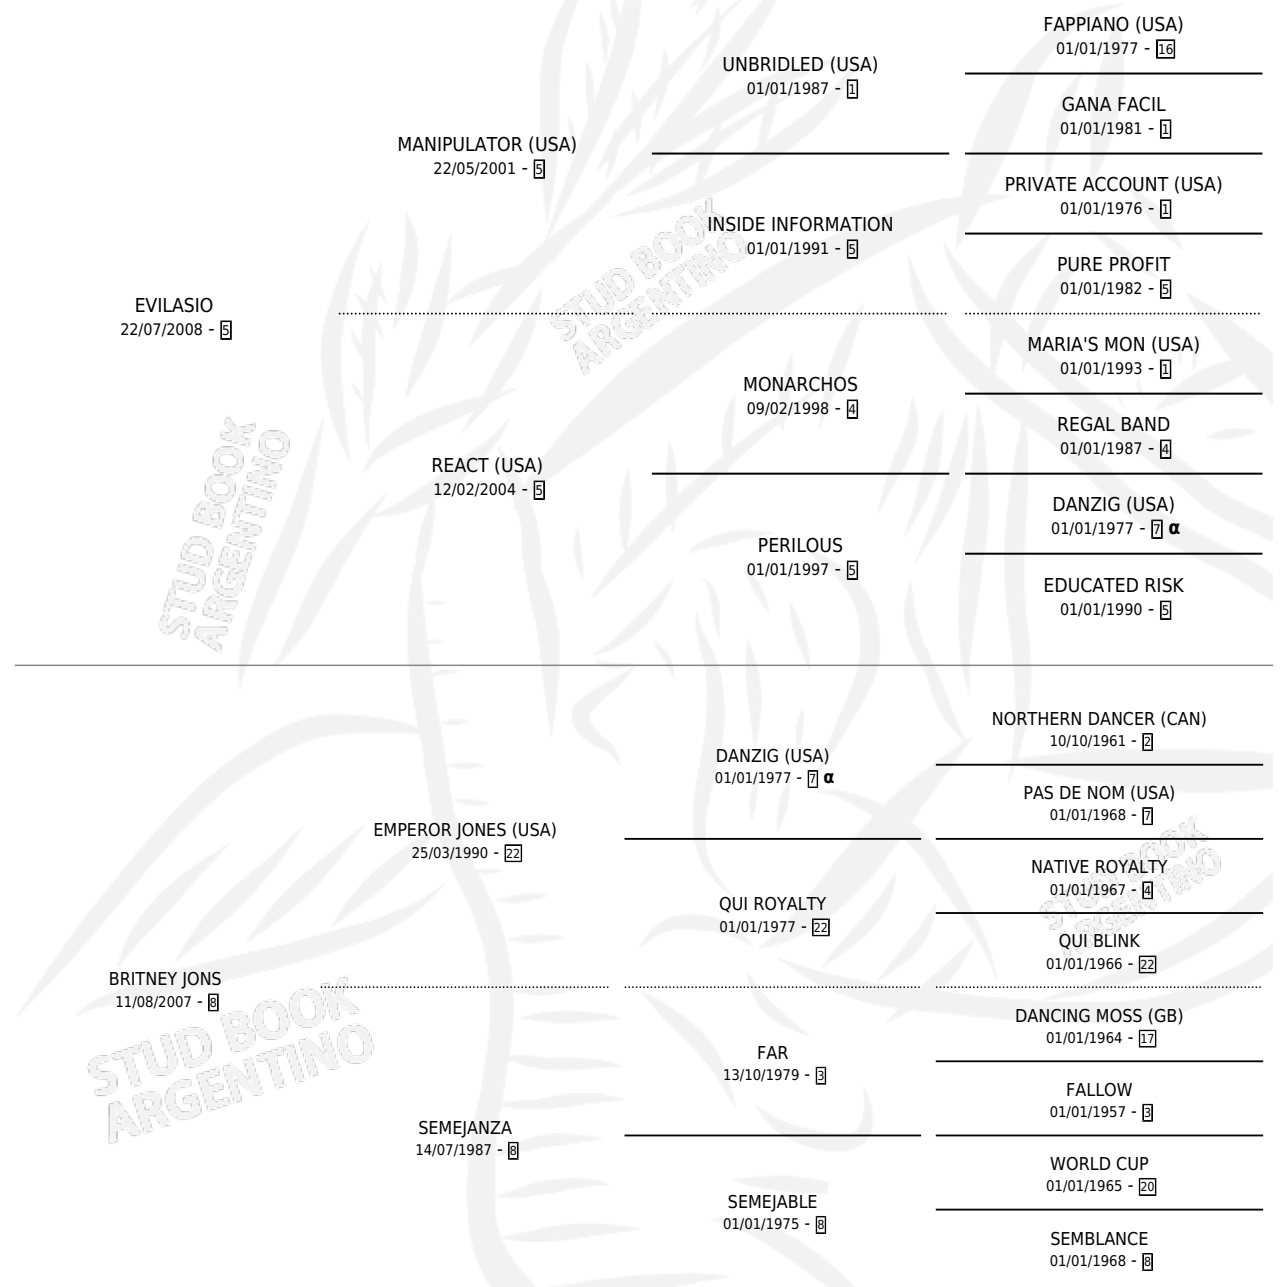 FAPPIANO (USA)
01/01/1977 - 16
UNBRIDLED (USA)
01/01/1987 - 1
GANA FACIL
01/01/1981 - 1
MANIPULATOR (USA)
22/05/2001 - 5
PRIVATE ACCOUNT (USA)
01/01/1976 - 1
INSIDE INFORMATION
01/01/1991 - 5
PURE PROFIT
01/01/1982 - 5
EVILASIO
22/07/2008 - 5
MARIA'S MON (USA)
01/01/1993 - 1
MONARCHOS
09/02/1998 - 4
REGAL BAND
01/01/1987 - 4
REACT (USA)
12/02/2004 - 5
DANZIG (USA)
01/01/1977 - 7 α
PERILOUS
01/01/1997 - 5
EDUCATED RISK
01/01/1990 - 5
NORTHERN DANCER (CAN)
10/10/1961 - 2
DANZIG (USA)
01/01/1977 - 7 α
PAS DE NOM (USA)
01/01/1968 - 7
EMPEROR JONES (USA)
25/03/1990 - 22
NATIVE ROYALTY
01/01/1967 - 4
QUI ROYALTY
01/01/1977 - 22
QUI BLINK
01/01/1966 - 22
BRITNEY JONS
11/08/2007 - 8
DANCING MOSS (GB)
01/01/1964 - 17
FAR
13/10/1979 - 3
FALLOW
01/01/1957 - 3
SEMEJANZA
14/07/1987 - 8
WORLD CUP
01/01/1965 - 20
SEMEJABLE
01/01/1975 - 8
SEMBLANCE
01/01/1968 - 8
STUD BOOK
ARGENTINO
STUD BOOK
ARGENTINO
STUD BOOK
ARGENTINO
STUD BOOK
ARGENTINO